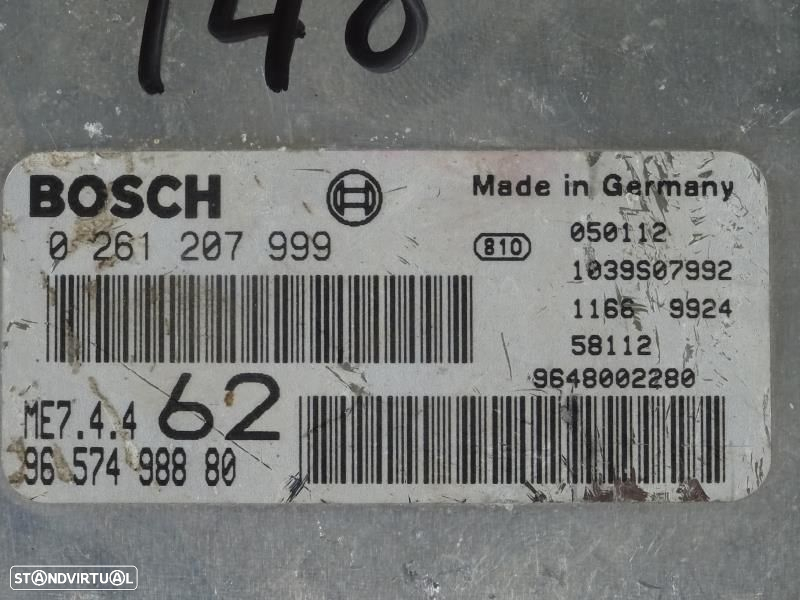 140
BOSCH
Made in Germany
0 261 207 999
810
050112
1039S07992
1166 9924
58112
9648002280
ME7.4.4 62
96 574 988 80
STANDVIRTUAL